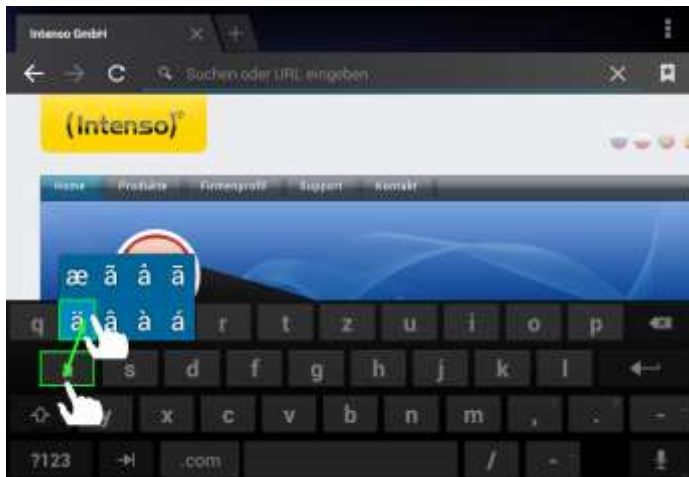 Intenso GmbH
Suchen oder URL eingeben
(Intenso)®
Home Produkte Firmenprofil Support Kontakt
æ ã å ā
q ä â à á r t z u i o p
s d f g h j k l
y x c v b n m , . -
?123 .com / -